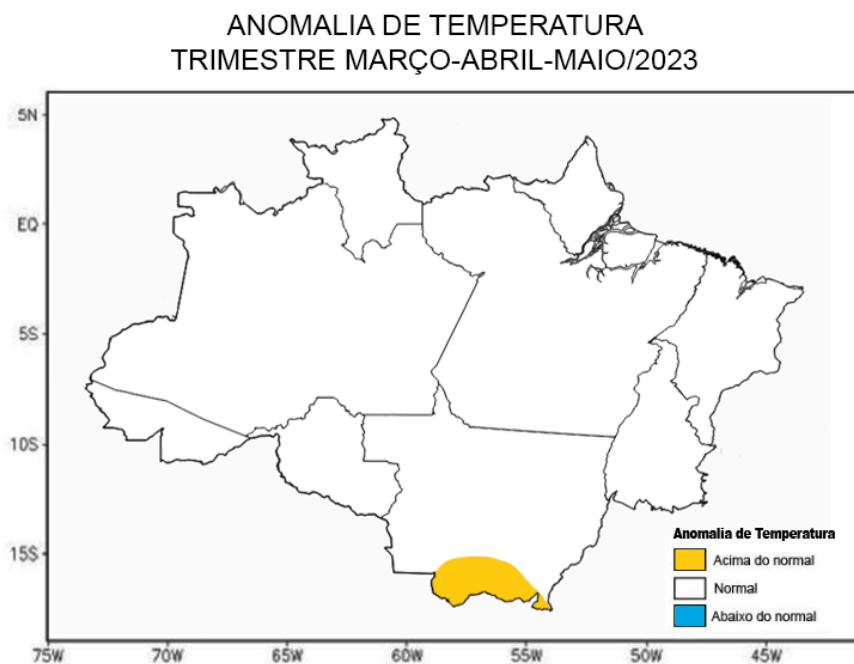 ANOMALIA DE TEMPERATURA
TRIMESTRE MARÇO-ABRIL-MAIO/2023
5N
EQ
5S
10S
15S
75W
70W
65W
60W
55W
50W
45W
Anomalia de Temperatura
Acima do normal
Normal
Abaixo do normal